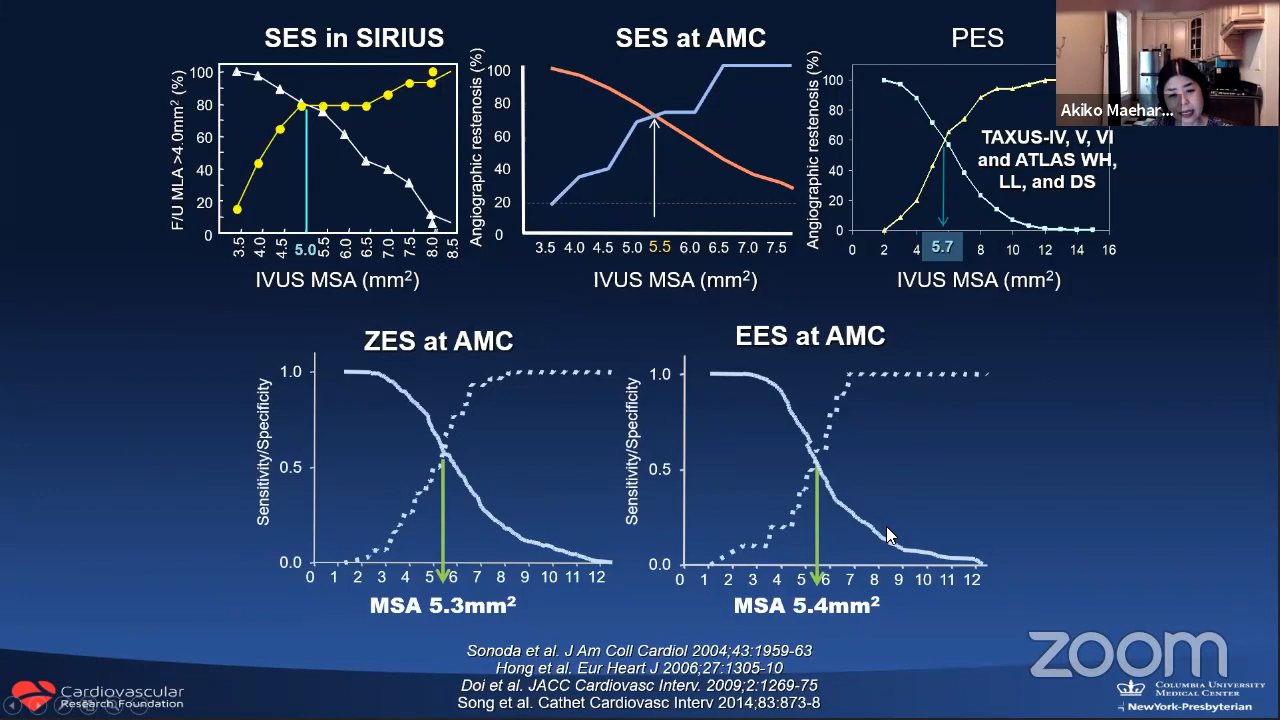 SES in SIRIUS
F/U MLA >4.0mm² (%)
100
80
60
40
20
0
3.5 4.0 4.5 5.0 5.5 6.0 6.5 7.0 7.5 8.0 8.5
IVUS MSA (mm²)
SES at AMC
Angiographic restenosis (%)
100
80
60
40
20
0
3.5 4.0 4.5 5.0 5.5 6.0 6.5 7.0 7.5
IVUS MSA (mm²)
PES
Angiographic restenosis (%)
100
80
60
40
20
0
0 2 4 5.7 8 10 12 14 16
IVUS MSA (mm²)
TAXUS-IV, V, VI
and ATLAS WH,
LL, and DS
Akiko Maehar...
ZES at AMC
Sensitivity/Specificity
1.0
0.5
0.0
0 1 2 3 4 5 6 7 8 9 10 11 12
MSA 5.3mm²
EES at AMC
Sensitivity/Specificity
1.0
0.5
0.0
0 1 2 3 4 5 6 7 8 9 10 11 12
MSA 5.4mm²
Sonoda et al. J Am Coll Cardiol 2004;43:1959-63
Hong et al. Eur Heart J 2006;27:1305-10
Doi et al. JACC Cardiovasc Interv. 2009;2:1269-75
Song et al. Cathet Cardiovasc Interv 2014;83:873-8
Cardiovascular
Research Foundation
zoom
COLUMBIA UNIVERSITY
MEDICAL CENTER
NewYork-Presbyterian